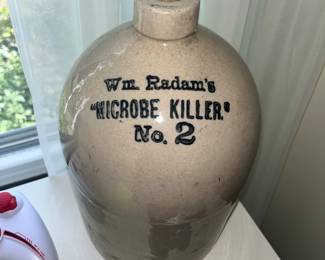 Wm. Radam's
"MICROBE KILLER"
No. 2